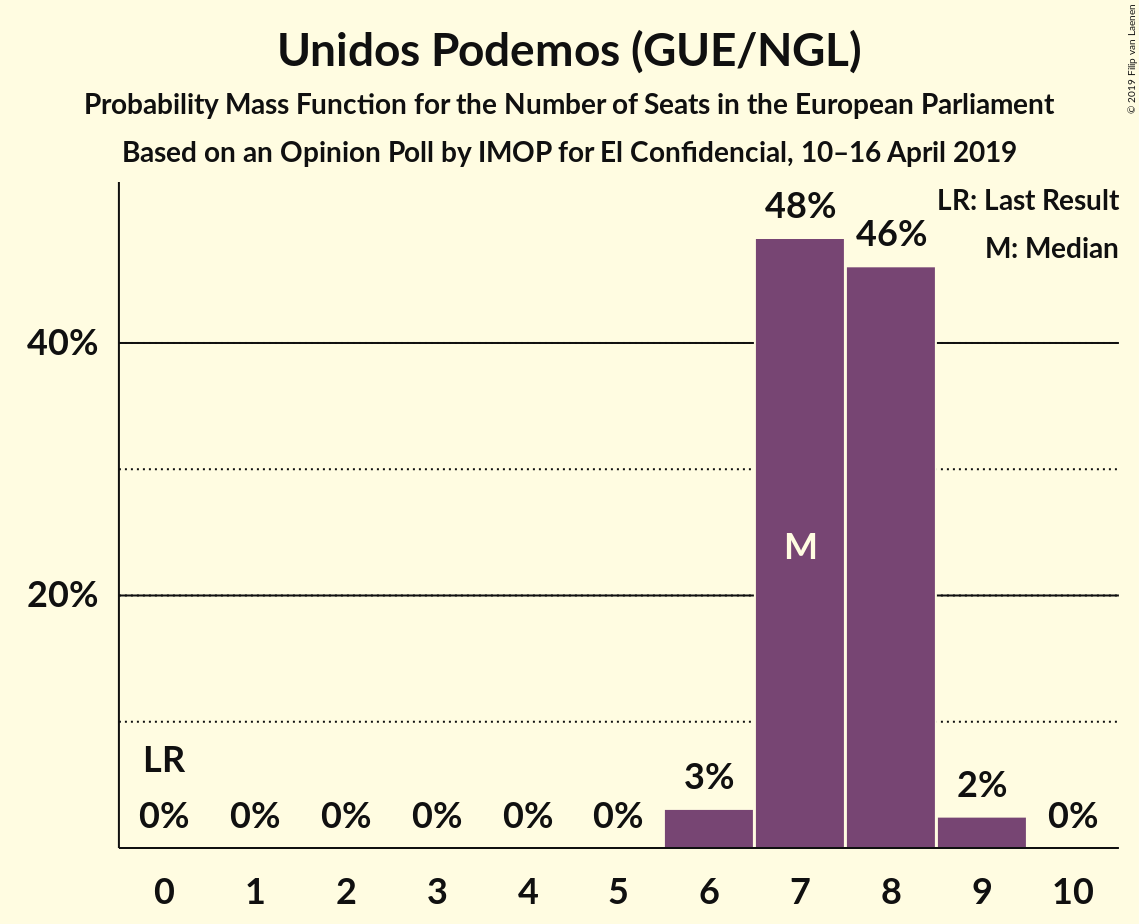 Unidos Podemos (GUE/NGL)
Probability Mass Function for the Number of Seats in the European Parliament
Based on an Opinion Poll by IMOP for El Confidencial, 10–16 April 2019
© 2019 Filip van Laenen
LR: Last Result
M: Median
48%
46%
40%
M
20%
LR
3%
2%
0% 0% 0% 0% 0% 0% 0%
0 1 2 3 4 5 6 7 8 9 10